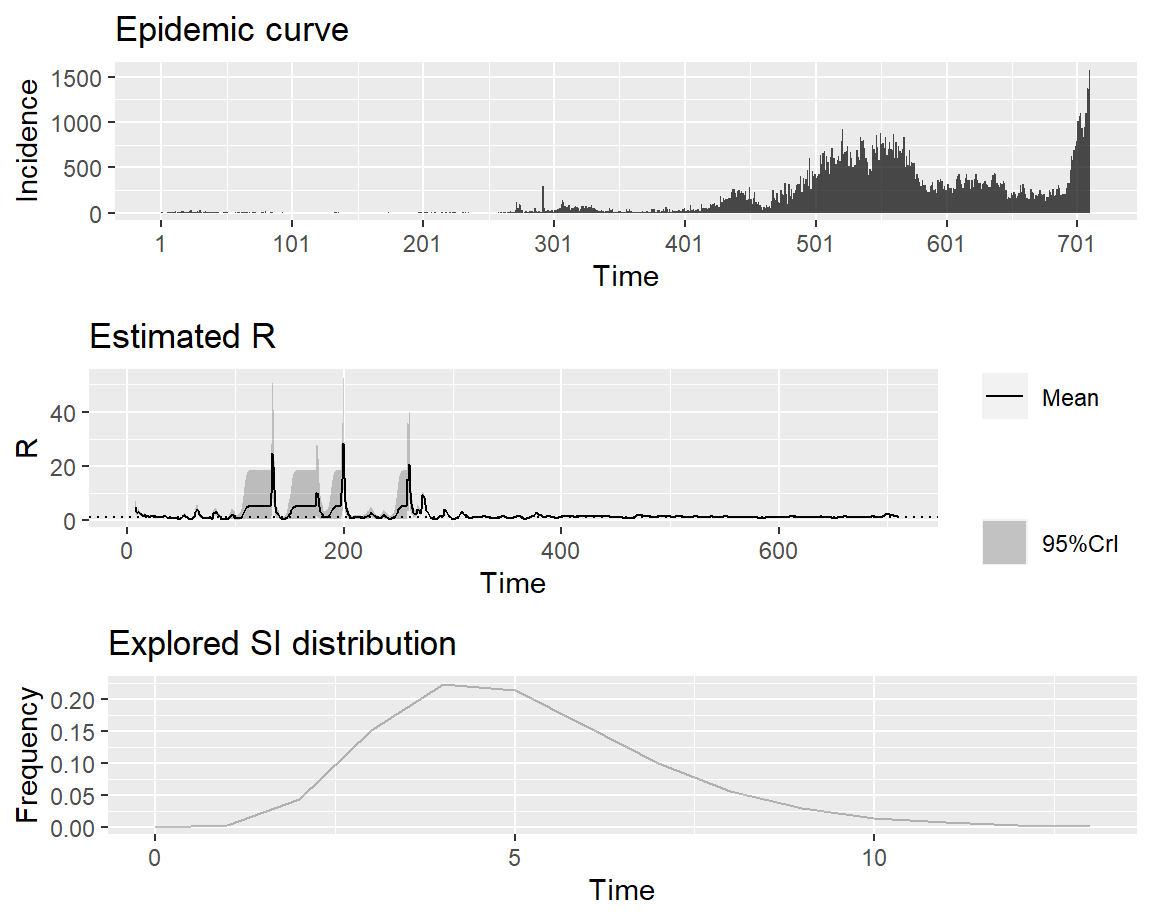 Epidemic curve
Incidence
1500
1000
500
0
1 101 201 301 401 501 601 701
Time
Estimated R
R
40
20
0
0 200 400 600
Time
Mean
95%CrI
Explored SI distribution
Frequency
0.20
0.15
0.10
0.05
0.00
0 5 10
Time